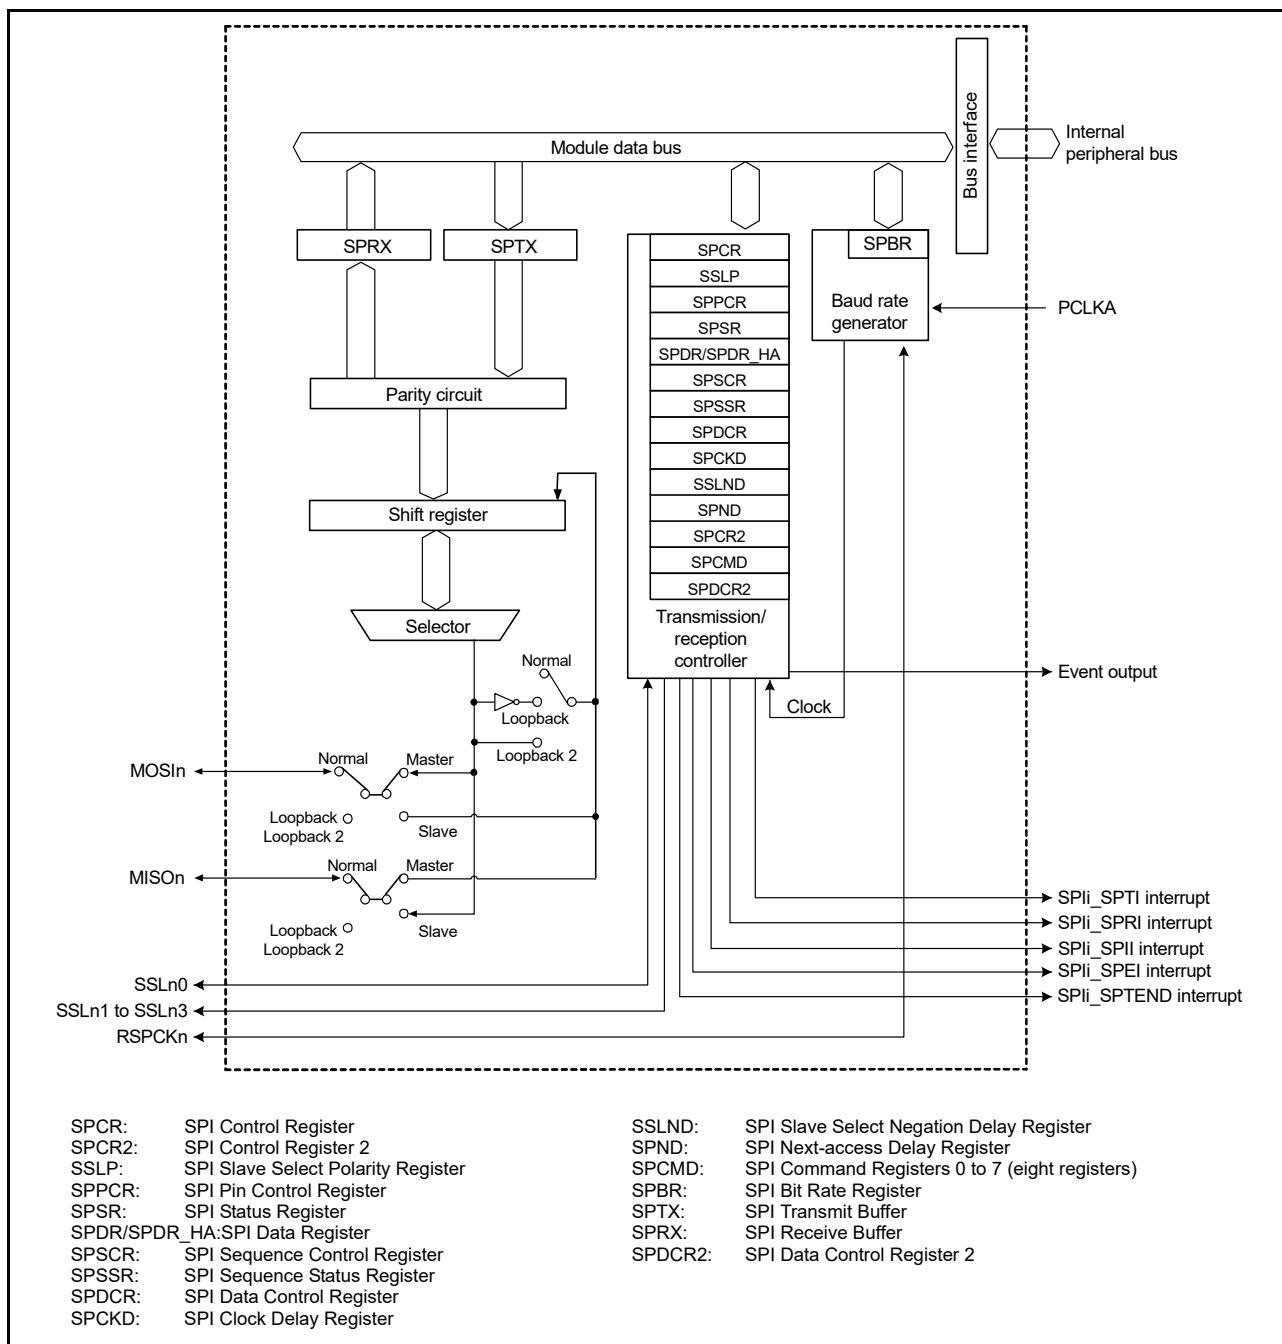 Module data bus
Bus interface
Internal
peripheral bus
SPRX
SPTX
SPCR
SSLP
SPPCR
SPSR
SPDR/SPDR_HA
SPSCR
SPSSR
SPDCR
SPCKD
SSLND
SPND
SPCR2
SPCMD
SPDCR2
Transmission/
reception
controller
SPBR
Baud rate
generator
PCLKA
Parity circuit
Shift register
Selector
Normal
Loopback
Loopback 2
Clock
Event output
MOSIn
Normal
Master
Loopback
Loopback 2
Slave
MISOn
Normal
Master
Loopback
Loopback 2
Slave
SSLn0
SSLn1 to SSLn3
RSPCKn
SPIi_SPTI interrupt
SPIi_SPRI interrupt
SPIi_SPII interrupt
SPIi_SPEI interrupt
SPIi_SPTEND interrupt
SPCR: SPI Control Register
SPCR2: SPI Control Register 2
SSLP: SPI Slave Select Polarity Register
SPPCR: SPI Pin Control Register
SPSR: SPI Status Register
SPDR/SPDR_HA:SPI Data Register
SPSCR: SPI Sequence Control Register
SPSSR: SPI Sequence Status Register
SPDCR: SPI Data Control Register
SPCKD: SPI Clock Delay Register
SSLND: SPI Slave Select Negation Delay Register
SPND: SPI Next-access Delay Register
SPCMD: SPI Command Registers 0 to 7 (eight registers)
SPBR: SPI Bit Rate Register
SPTX: SPI Transmit Buffer
SPRX: SPI Receive Buffer
SPDCR2: SPI Data Control Register 2